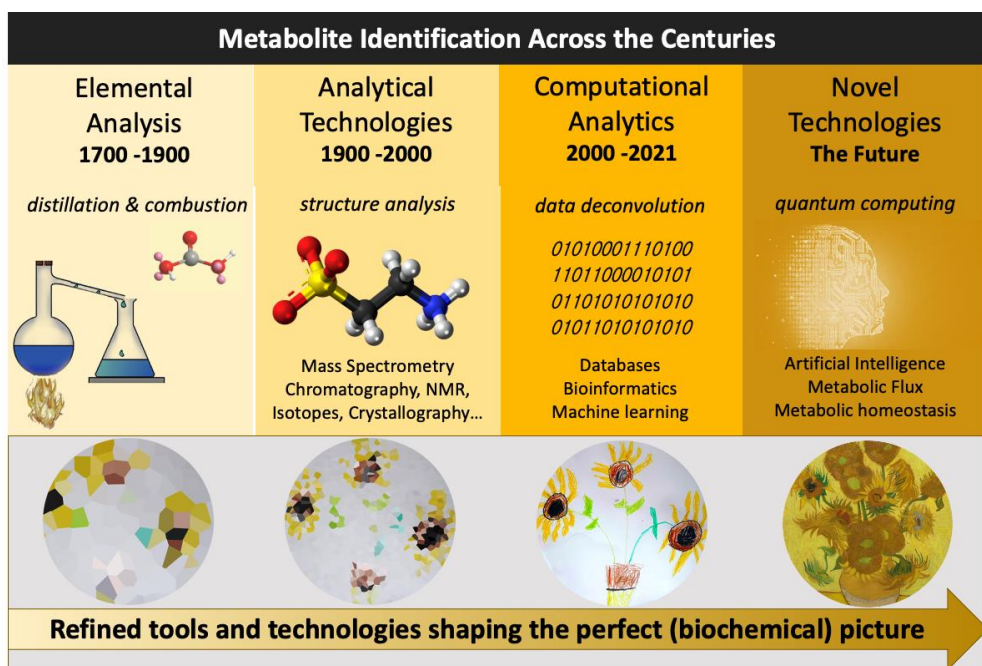 Metabolite Identification Across the Centuries
Elemental
Analysis
1700 -1900
distillation & combustion
Analytical
Technologies
1900 -2000
structure analysis
Mass Spectrometry
Chromatography, NMR,
Isotopes, Crystallography…
Computational
Analytics
2000 -2021
data deconvolution
01010001110100
11011000010101
01101010101010
01011010101010
Databases
Bioinformatics
Machine learning
Novel
Technologies
The Future
quantum computing
Artificial Intelligence
Metabolic Flux
Metabolic homeostasis
Refined tools and technologies shaping the perfect (biochemical) picture